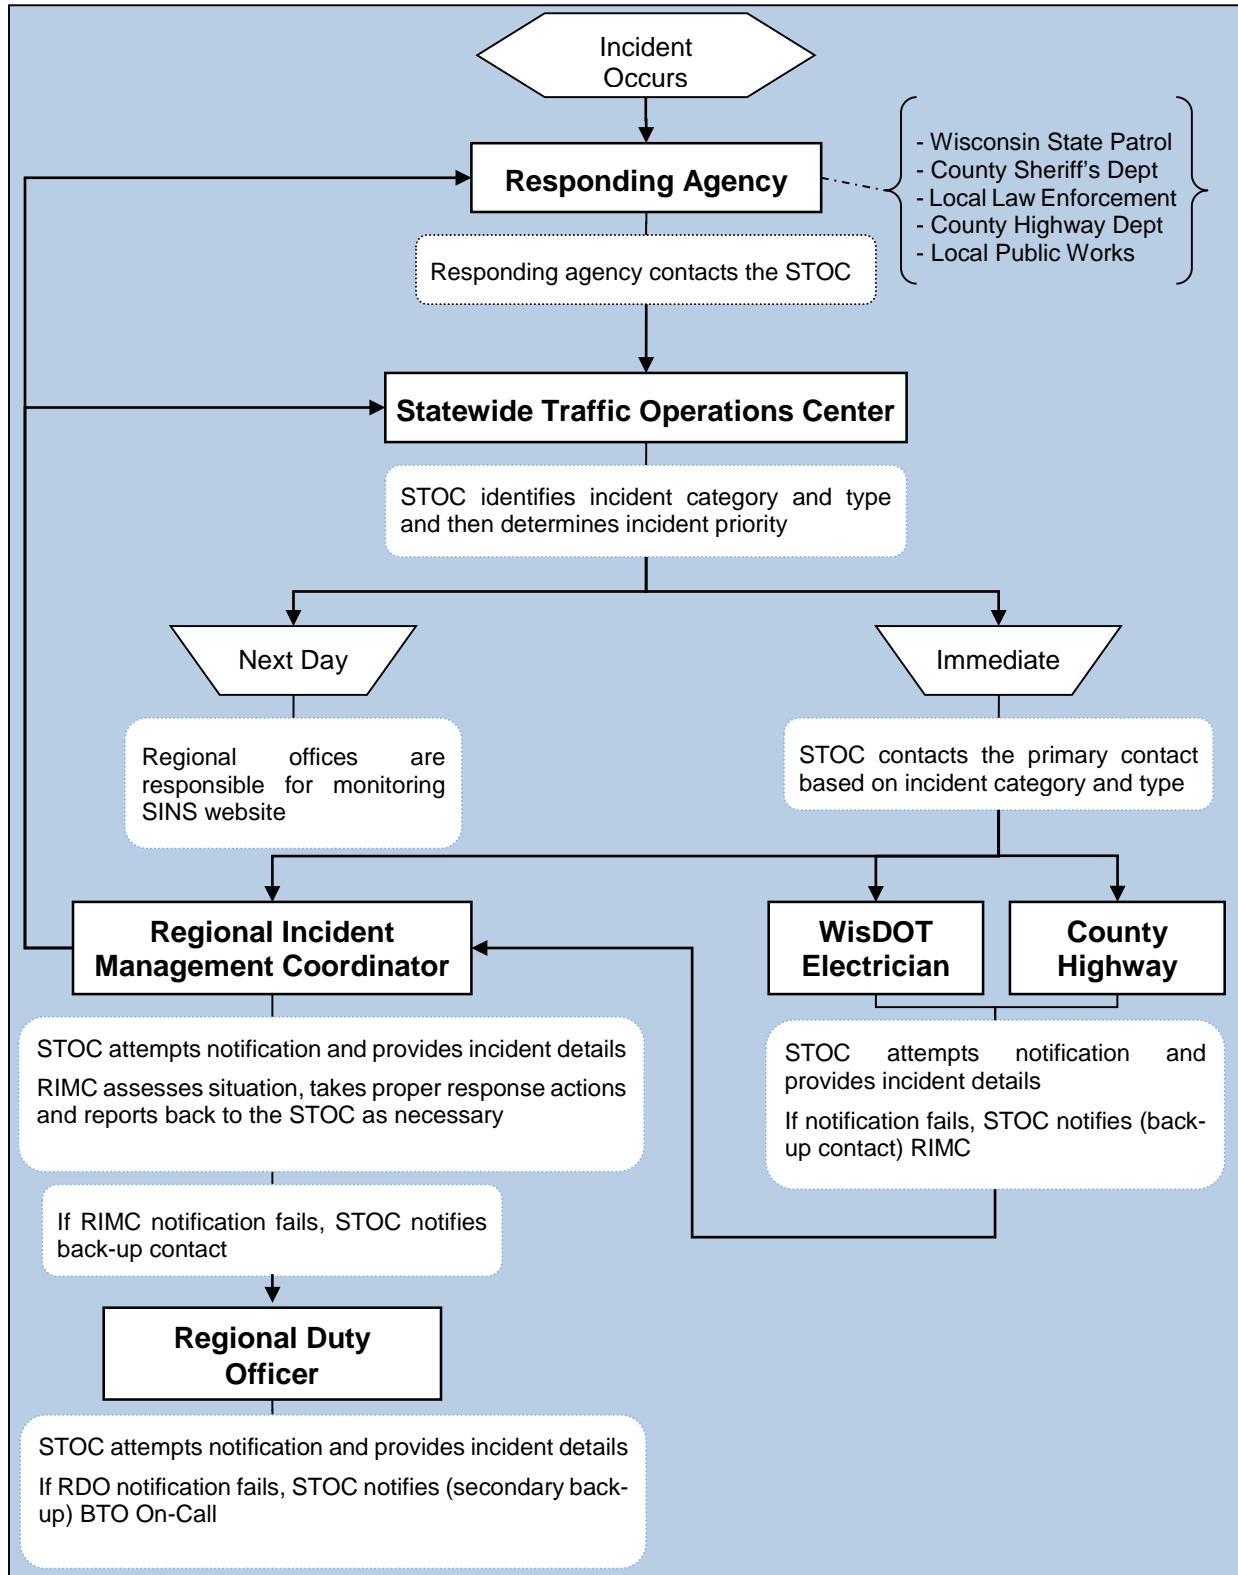 Incident
Occurs
Responding Agency
- Wisconsin State Patrol
- County Sheriff's Dept
- Local Law Enforcement
- County Highway Dept
- Local Public Works
Responding agency contacts the STOC
Statewide Traffic Operations Center
STOC identifies incident category and type
and then determines incident priority
Next Day
Immediate
Regional offices are
responsible for monitoring
SINS website
STOC contacts the primary contact
based on incident category and type
Regional Incident
Management Coordinator
WisDOT
Electrician
County
Highway
STOC attempts notification and provides incident details
RIMC assesses situation, takes proper response actions
and reports back to the STOC as necessary
STOC attempts notification and
provides incident details
If notification fails, STOC notifies (back-
up contact) RIMC
If RIMC notification fails, STOC notifies
back-up contact
Regional Duty
Officer
STOC attempts notification and provides incident details
If RDO notification fails, STOC notifies (secondary back-
up) BTO On-Call